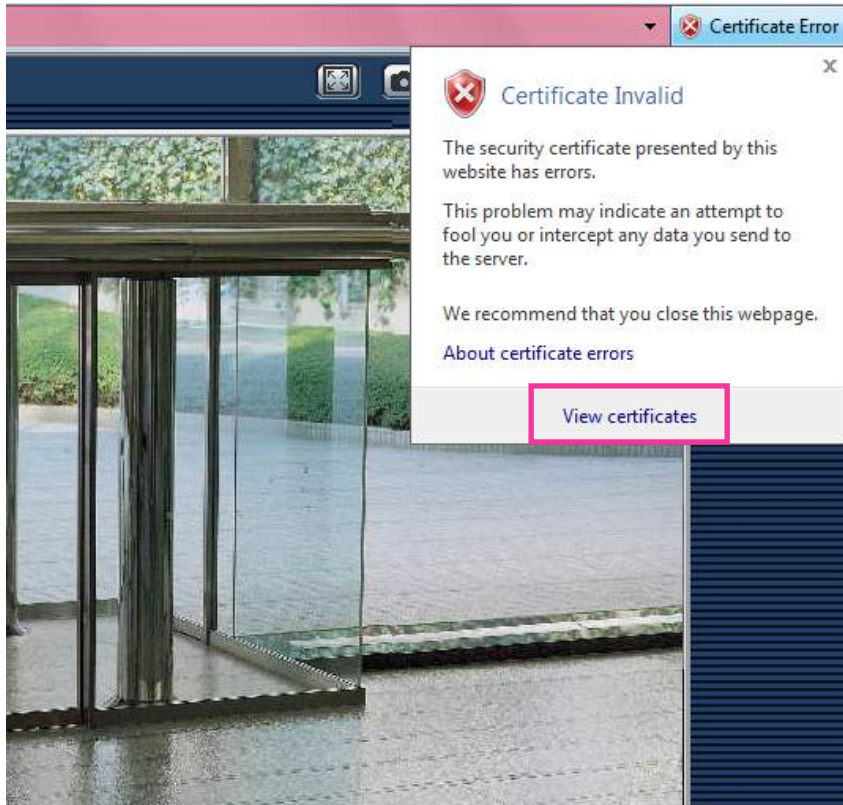 Certificate Error
Certificate Invalid
The security certificate presented by this
website has errors.
This problem may indicate an attempt to
fool you or intercept any data you send to
the server.
We recommend that you close this webpage.
About certificate errors
View certificates